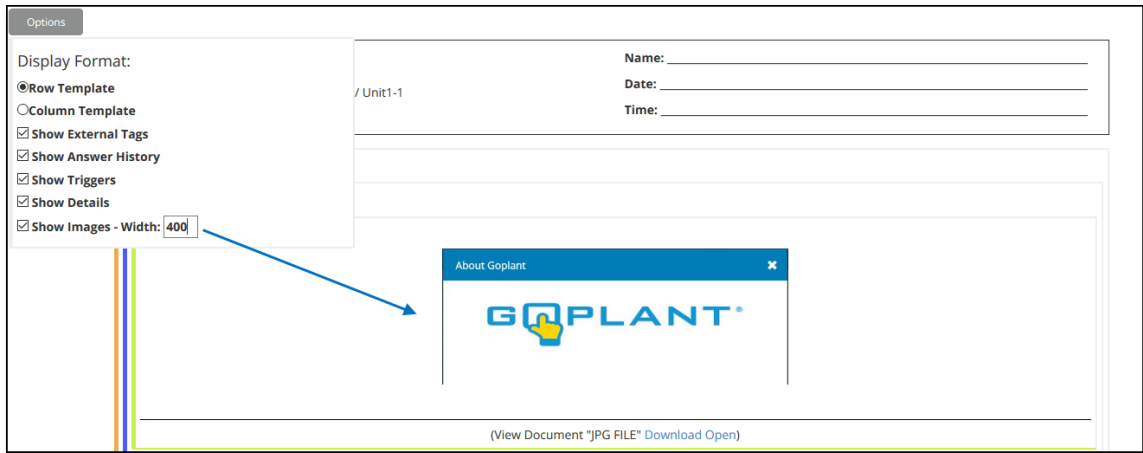 Options
Display Format:
Row Template
Column Template
Show External Tags
Show Answer History
Show Triggers
Show Details
Show Images - Width: 400
/ Unit1-1
Name:
Date:
Time:
About Goplant
GOPLANT®
(View Document "JPG FILE" Download Open)